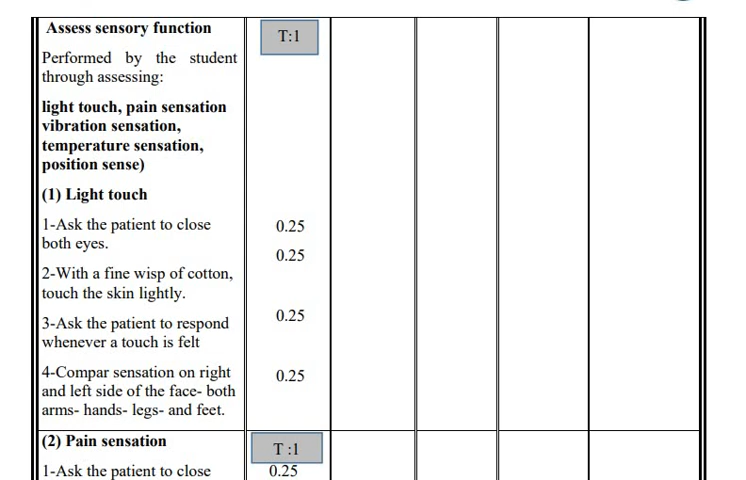 Assess sensory function
T:1
Performed by the student
through assessing:
light touch, pain sensation
vibration sensation,
temperature sensation,
position sense)
(1) Light touch
1-Ask the patient to close
both eyes.
0.25
0.25
2-With a fine wisp of cotton,
touch the skin lightly.
3-Ask the patient to respond
whenever a touch is felt
0.25
4-Compar sensation on right
and left side of the face- both
arms- hands- legs- and feet.
0.25
(2) Pain sensation
T :1
1-Ask the patient to close
0.25